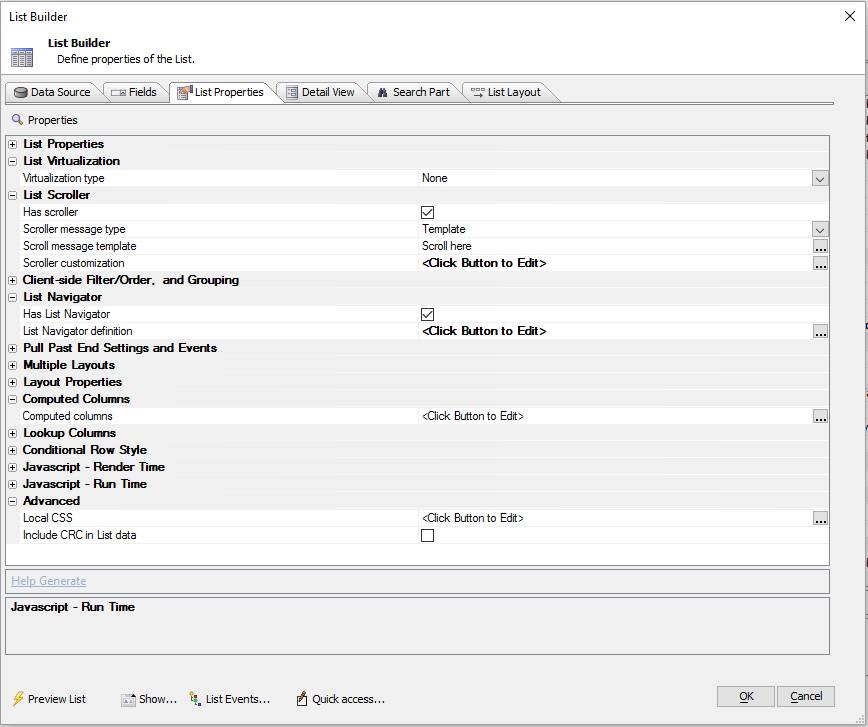 List Builder
List Builder
Define properties of the List.
Data Source Fields List Properties Detail View Search Part List Layout
Properties
List Properties
List Virtualization
Virtualization type None
List Scroller
Has scroller
Scroller message type Template
Scroll message template Scroll here ...
Scroller customization <Click Button to Edit> ...
Client-side Filter/Order, and Grouping
List Navigator
Has List Navigator
List Navigator definition <Click Button to Edit> ...
Pull Past End Settings and Events
Multiple Layouts
Layout Properties
Computed Columns
Computed columns <Click Button to Edit> ...
Lookup Columns
Conditional Row Style
Javascript - Render Time
Javascript - Run Time
Advanced
Local CSS <Click Button to Edit> ...
Include CRC in List data
Help Generate
Javascript - Run Time
Preview List Show... List Events... Quick access... OK Cancel